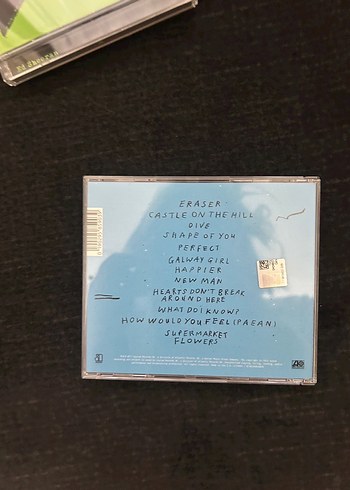 ERASER
CASTLE ON THE HILL
DIVE
SHAPE OF YOU
PERFECT
GALWAY GIRL
HAPPIER
NEW MAN
HEARTS DON'T BREAK
AROUND HERE
WHAT DO I KNOW?
HOW WOULD YOU FEEL (PAEAN)
SUPERMARKET
FLOWERS